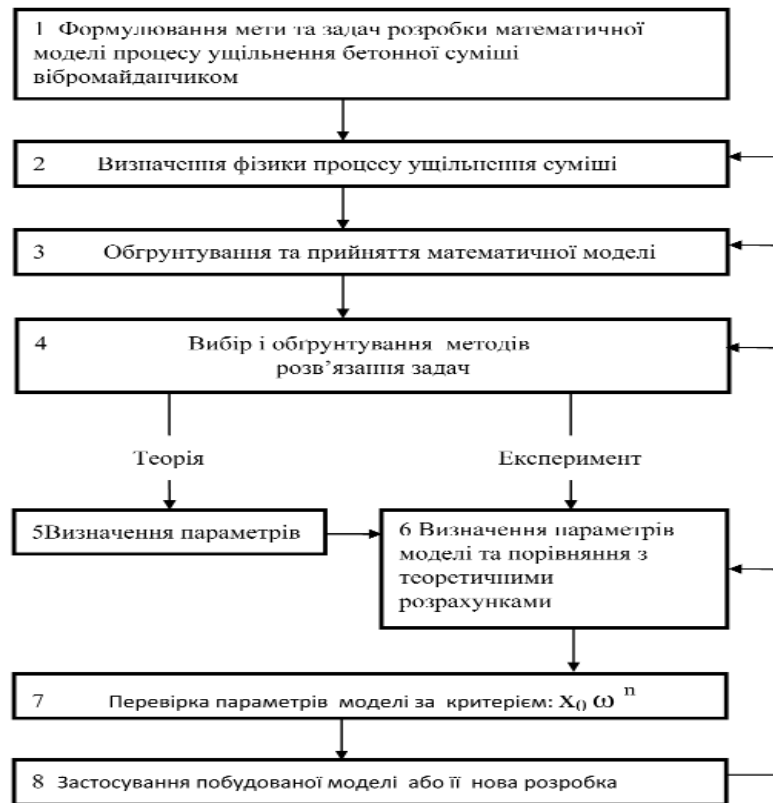 1 Формулювання мети та задач розробки математичної
моделі процесу ущільнення бетонної суміші
вібромайданчиком
2 Визначення фізики процесу ущільнення суміші
3 Обгрунтування та прийняття математичної моделі
4 Вибір і обґрунтування методів
розв’язання задач
Теорія Експеримент
5Визначення параметрів
6 Визначення параметрів
моделі та порівняння з
теоретичними
розрахунками
7 Перевірка параметрів моделі за критерієм: x₀ ω ⁿ
8 Застосування побудованої моделі або її нова розробка